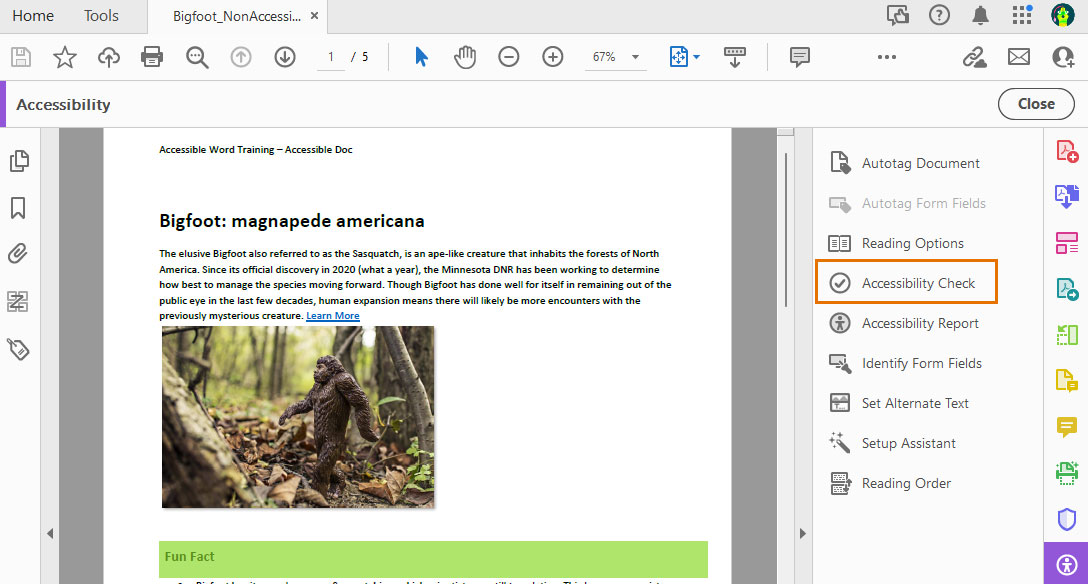 Home
Tools
Bigfoot_NonAccessi... ×
1 / 5
67%
Accessibility
Close
Accessible Word Training – Accessible Doc
Bigfoot: magnapede americana
The elusive Bigfoot also referred to as the Sasquatch, is an ape-like creature that inhabits the forests of North
America. Since its official discovery in 2020 (what a year), the Minnesota DNR has been working to determine
how best to manage the species moving forward. Though Bigfoot has done well for itself in remaining out of the
public eye in the last few decades, human expansion means there will likely be more encounters with the
previously mysterious creature. Learn More
Fun Fact
Autotag Document
Autotag Form Fields
Reading Options
Accessibility Check
Accessibility Report
Identify Form Fields
Set Alternate Text
Setup Assistant
Reading Order